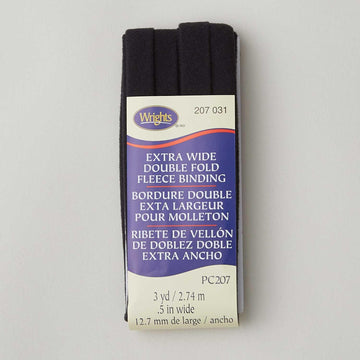 Wrights
207 031
EXTRA WIDE
DOUBLE FOLD
FLEECE BINDING
BORDURE DOUBLE
EXTA LARGEUR
POUR MOLLETON
RIBETE DE VELLÓN
DE DOBLEZ DOBLE
EXTRA ANCHO
PC207
3 yd / 2.74 m
.5 in wide
12.7 mm de large / ancho